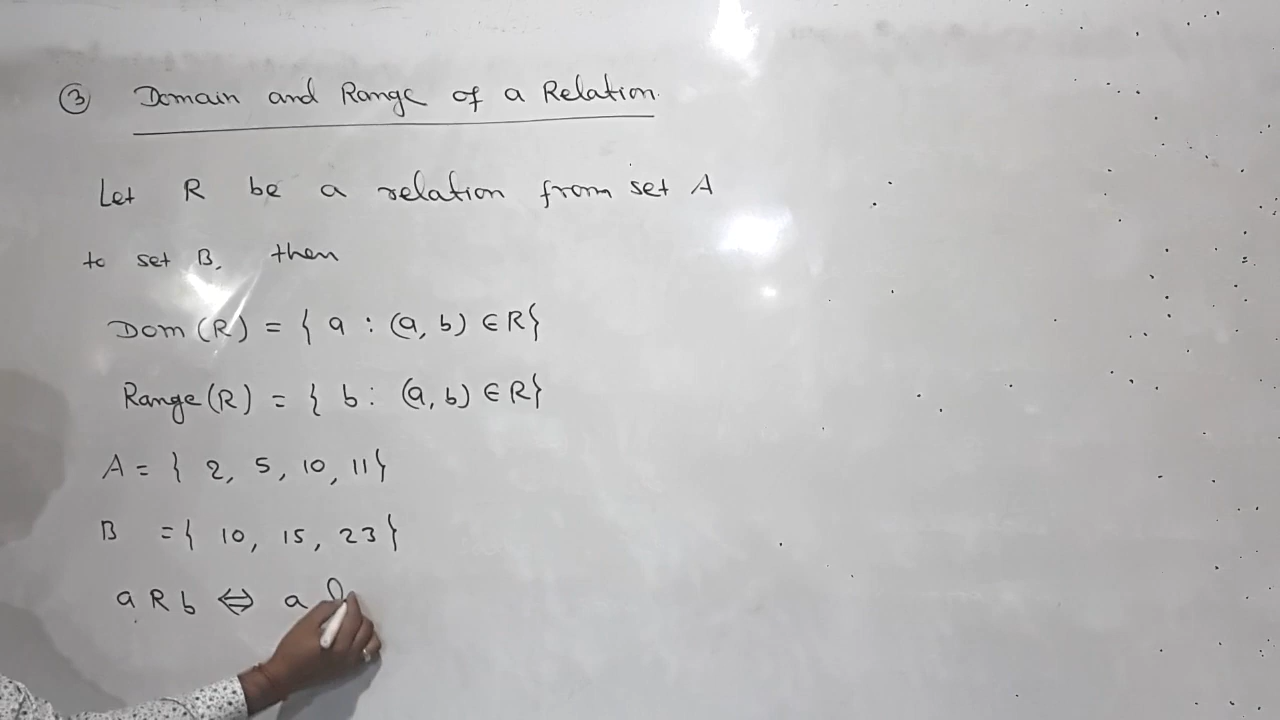 ③ Domain and Range of a Relation.
Let R be a relation from set A
to set B, then
Dom (R) = { a : (a, b) ∈ R}
Range (R) = { b : (a, b) ∈ R}
A = { 2, 5, 10, 11}
B = { 10, 15, 23}
a R b ⇔ a